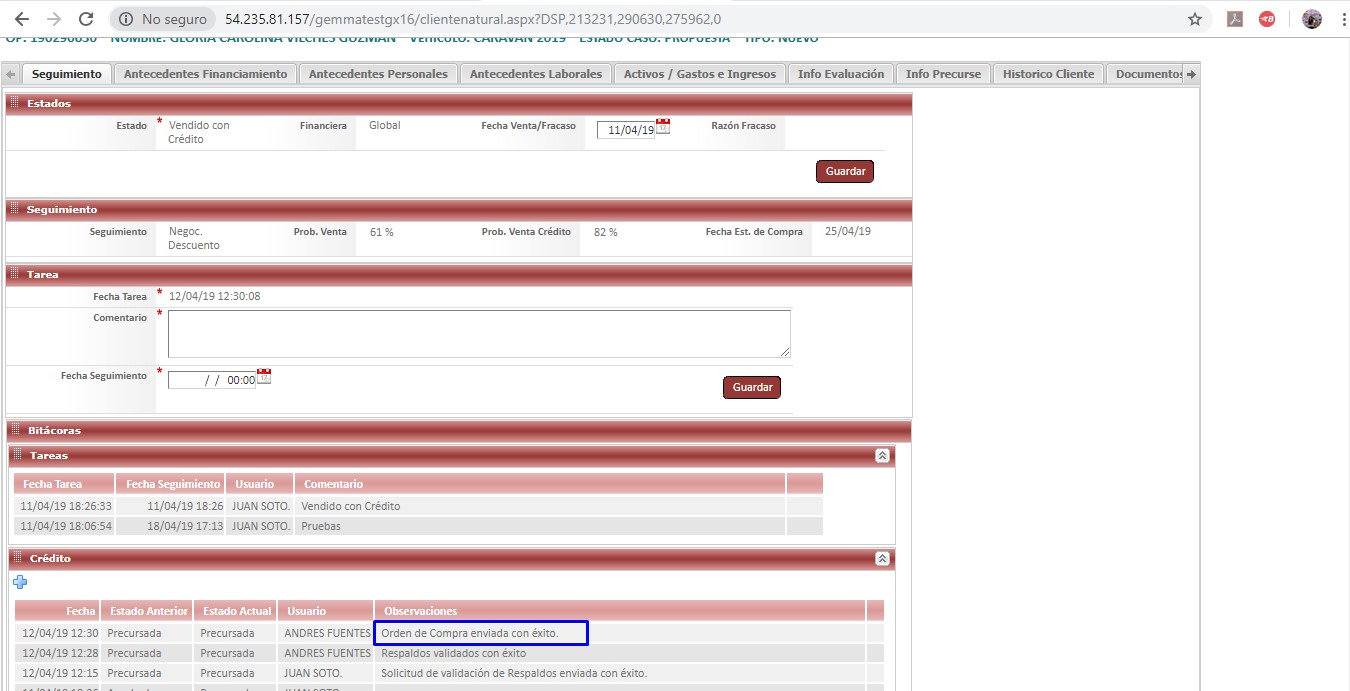 No seguro 54.235.81.157/gemmatestgx16/clientenatural.aspx?DSP,213231,290630,275962,0
OP: 190296630 NOMBRE: GLORIA CAROLINA VILCHES GUZMAN VEHICULO: CARAVAN 2019 ESTADO CASO: PROPUESTA TIPO: NUEVO
Seguimiento Antecedentes Financiamiento Antecedentes Personales Antecedentes Laborales Activos / Gastos e Ingresos Info Evaluación Info Precurse Historico Cliente Documentos
Estados
Estado * Vendido con Financiera Global Fecha Venta/Fracaso 11/04/19 Razón Fracaso
Crédito
Guardar
Seguimiento
Seguimiento Negoc. Prob. Venta 61 % Prob. Venta Crédito 82 % Fecha Est. de Compra 25/04/19
Descuento
Tarea
Fecha Tarea * 12/04/19 12:30:08
Comentario *
Fecha Seguimiento * / / 00:00
Guardar
Bitácoras
Tareas
Fecha Tarea Fecha Seguimiento Usuario Comentario
11/04/19 18:26:33 11/04/19 18:26 JUAN SOTO. Vendido con Crédito
11/04/19 18:06:54 18/04/19 17:13 JUAN SOTO. Pruebas
Crédito
Fecha Estado Anterior Estado Actual Usuario Observaciones
12/04/19 12:30 Precursada Precursada ANDRES FUENTES Orden de Compra enviada con éxito.
12/04/19 12:28 Precursada Precursada ANDRES FUENTES Respaldos validados con éxito
12/04/19 12:15 Precursada Precursada JUAN SOTO. Solicitud de validación de Respaldos enviada con éxito.